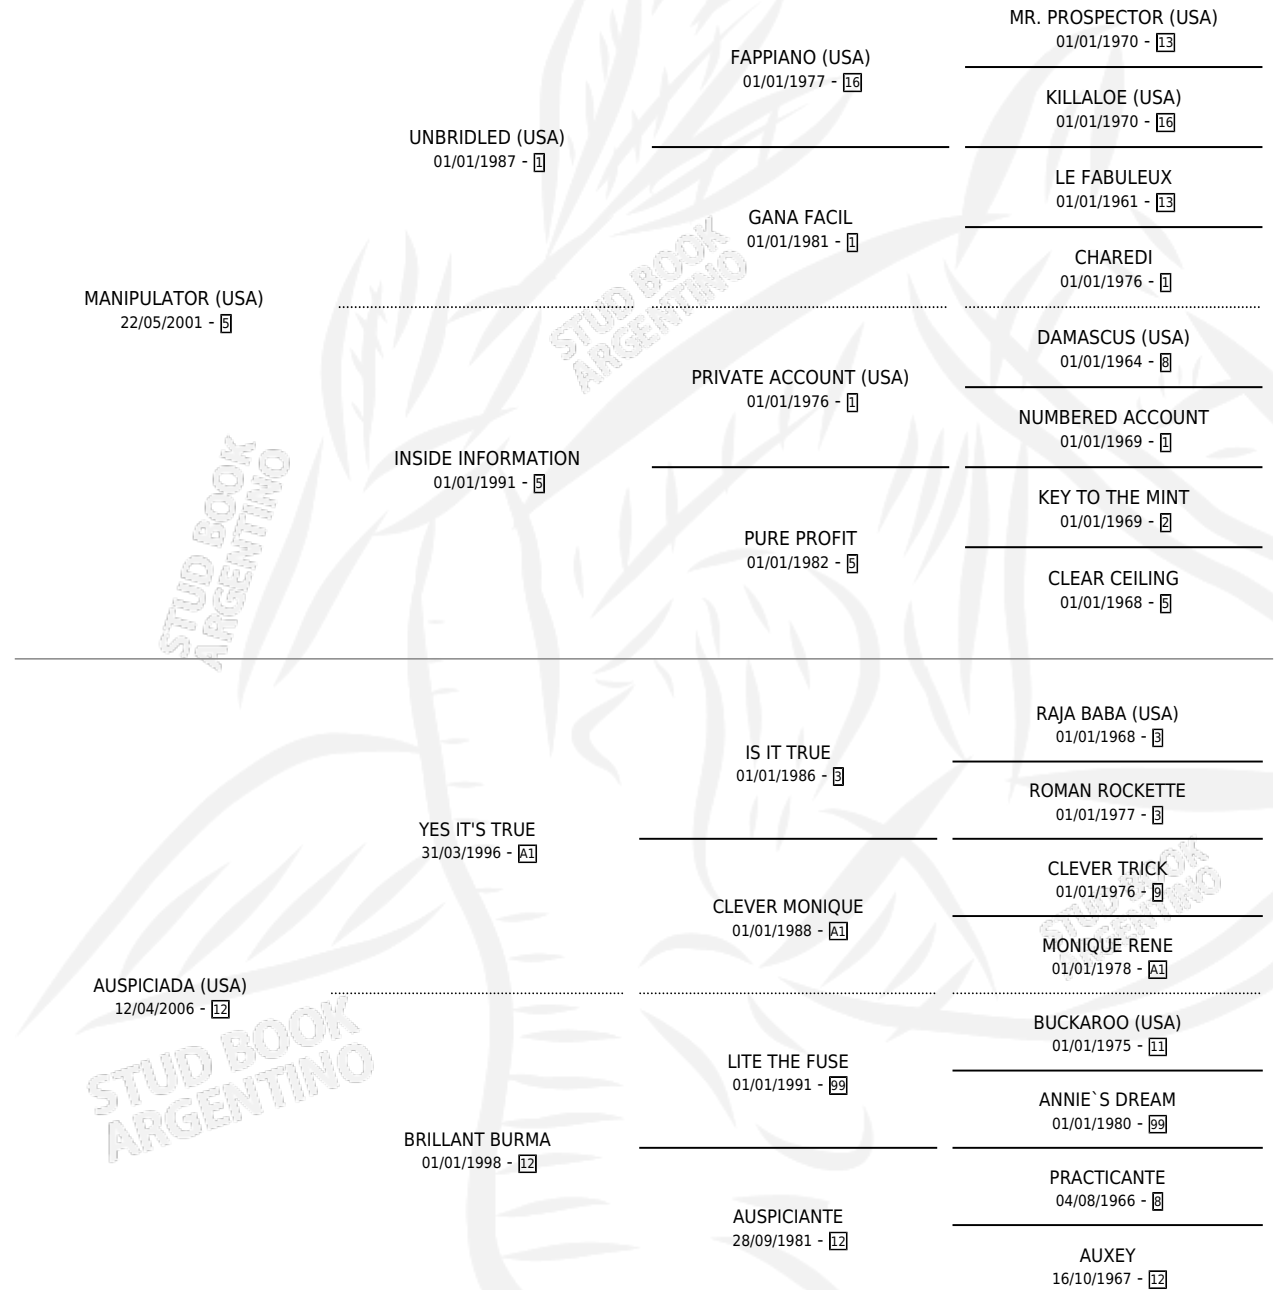 MR. PROSPECTOR (USA)
01/01/1970 - 13
FAPPIANO (USA)
01/01/1977 - 16
KILLALOE (USA)
01/01/1970 - 16
UNBRIDLED (USA)
01/01/1987 - 1
LE FABULEUX
01/01/1961 - 13
GANA FACIL
01/01/1981 - 1
CHAREDI
01/01/1976 - 1
MANIPULATOR (USA)
22/05/2001 - 5
DAMASCUS (USA)
01/01/1964 - 8
PRIVATE ACCOUNT (USA)
01/01/1976 - 1
NUMBERED ACCOUNT
01/01/1969 - 1
INSIDE INFORMATION
01/01/1991 - 5
KEY TO THE MINT
01/01/1969 - 2
PURE PROFIT
01/01/1982 - 5
CLEAR CEILING
01/01/1968 - 5
RAJA BABA (USA)
01/01/1968 - 3
IS IT TRUE
01/01/1986 - 3
ROMAN ROCKETTE
01/01/1977 - 3
YES IT'S TRUE
31/03/1996 - A1
CLEVER TRICK
01/01/1976 - 9
CLEVER MONIQUE
01/01/1988 - A1
MONIQUE RENE
01/01/1978 - A1
AUSPICIADA (USA)
12/04/2006 - 12
BUCKAROO (USA)
01/01/1975 - 11
LITE THE FUSE
01/01/1991 - 99
ANNIE`S DREAM
01/01/1980 - 99
BRILLANT BURMA
01/01/1998 - 12
PRACTICANTE
04/08/1966 - 8
AUSPICIANTE
28/09/1981 - 12
AUXEY
16/10/1967 - 12
STUD BOOK
ARGENTINO
STUD BOOK
ARGENTINO
STUD BOOK
ARGENTINO
STUD BOOK
ARGENTINO